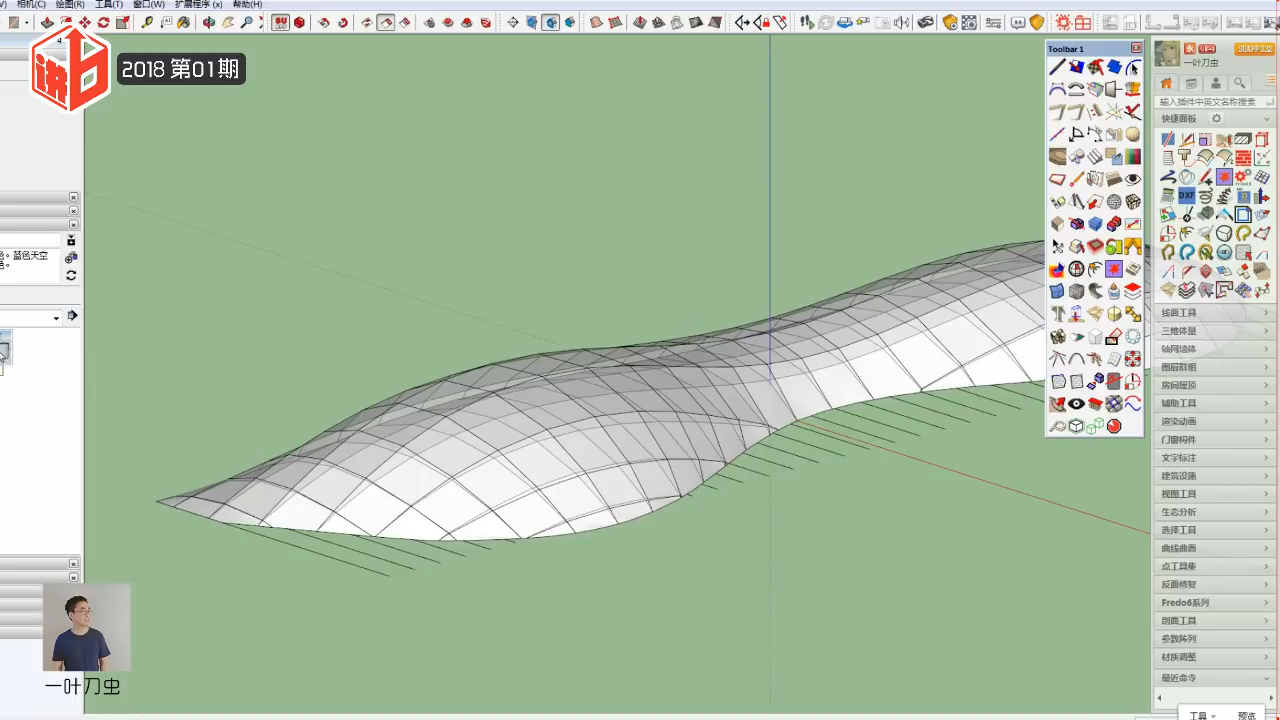 相机(C) 绘图(R) 工具(T) 窗口(W) 扩展程序(x) 帮助(H)
2018 第01期
Toolbar 1
一叶刀虫
SUAPP 3.32
输入插件中英文名称搜索
快捷面板
DXF
。蓝色天空
线面工具
三维体量
轴网墙体
图层群组
房间屋顶
辅助工具
渲染动画
门窗构件
文字标注
建筑设施
视图工具
生态分析
选择工具
曲线曲面
点工具集
反面修复
Fredo6系列
剖面工具
参数阵列
材质调整
最近命令
工具
预览
一叶刀虫